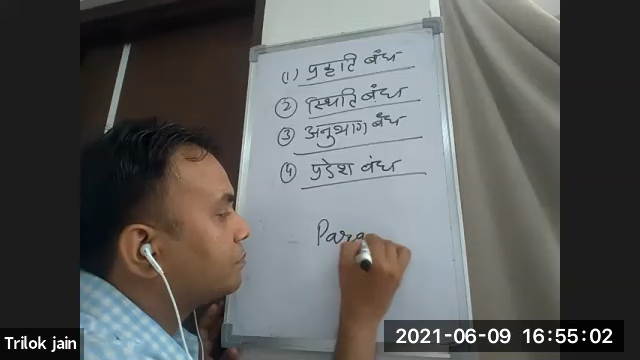 (1) प्रकृति बंध
② स्थिति बंध
③ अनुभाग बंध
④ प्रदेश बंध
Para
Trilok jain
2021-06-09 16:55:02